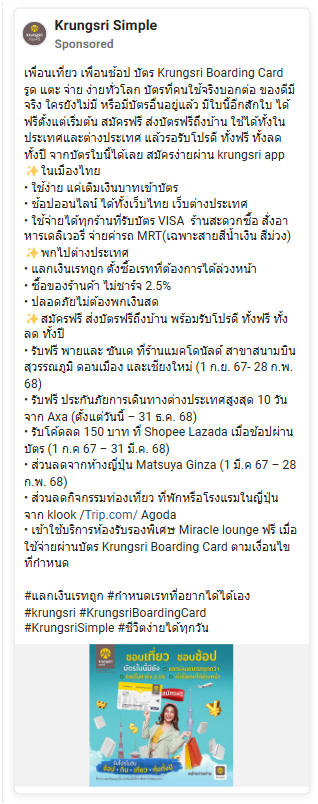 Krungsri Simple
Sponsored
เพื่อนเที่ยว เพื่อนช้อป บัตร Krungsri Boarding Card
รูด แตะ จ่าย ง่ายทั่วโลก บัตรที่คนใช้จริงบอกต่อ ของดีมี
จริง ใครยังไม่มี หรือมีบัตรอื่นอยู่แล้ว มีใบนี้อีกสักใบ ได้
ฟรีตั้งแต่เริ่มต้น สมัครฟรี ส่งบัตรฟรีถึงบ้าน ใช้ได้ทั้งใน
ประเทศและต่างประเทศ แล้วรอรับโปรดี ทั้งฟรี ทั้งลด
ทั้งปี จากบัตรใบนี้ได้เลย สมัครง่ายผ่าน krungsri app
✨ในเมืองไทย
• ใช้ง่าย แค่เติมเงินบาทเข้าบัตร
• ช้อปออนไลน์ ได้ทั้งเว็บไทย เว็บต่างประเทศ
• ใช้จ่ายได้ทุกร้านที่รับบัตร VISA ร้านสะดวกซื้อ สั่งอา
หารเดลิเวอรี่ จ่ายค่ารถ MRT(เฉพาะสายสีน้ำเงิน สีม่วง)
✨พกไปต่างประเทศ
• แลกเงินเรทถูก ตั้งซื้อเรทที่ต้องการได้ล่วงหน้า
• ซื้อของร้านค้า ไม่ชาร์จ 2.5%
• ปลอดภัยไม่ต้องพกเงินสด
✨สมัครฟรี ส่งบัตรฟรีถึงบ้าน พร้อมรับโปรดี ทั้งฟรี ทั้ง
ลด ทั้งปี
• รับฟรี พายและ ซันเด ที่ร้านแมคโดนัลด์ สาขาสนามบิน
สุวรรณภูมิ ดอนเมือง และเชียงใหม่ (1 ก.ย. 67- 28 ก.พ.
68)
• รับฟรี ประกันภัยการเดินทางต่างประเทศสูงสุด 10 วัน
จาก Axa (ตั้งแต่วันนี้ – 31 ธ.ค. 68)
• รับโค้ดลด 150 บาท ที่ Shopee Lazada เมื่อช้อปผ่าน
บัตร (1 ก.ค 67 – 31 มี.ค. 68)
• ส่วนลดจากห้างญี่ปุ่น Matsuya Ginza (1 มี.ค 67 – 28
ก.พ. 68)
• ส่วนลดกิจกรรมท่องเที่ยว ที่พักหรือโรงแรมในญี่ปุ่น
จาก klook /Trip.com/ Agoda
• เข้าใช้บริการห้องรับรองพิเศษ Miracle lounge ฟรี เมื่อ
ใช้จ่ายผ่านบัตร Krungsri Boarding Card ตามเงื่อนไข
ที่กำหนด
#แลกเงินเรทถูก #กำหนดเรทที่อยากได้ได้เอง
#krungsri #KrungsriBoardingCard
#KrungsriSimple #ชีวิตง่ายได้ทุกวัน
ชอบเที่ยว ชอบช้อป
บัตรใบนี้มียัง
สมัครฟรี
ช้อป • กิน • เที่ยว • คุ้มทั้งปี